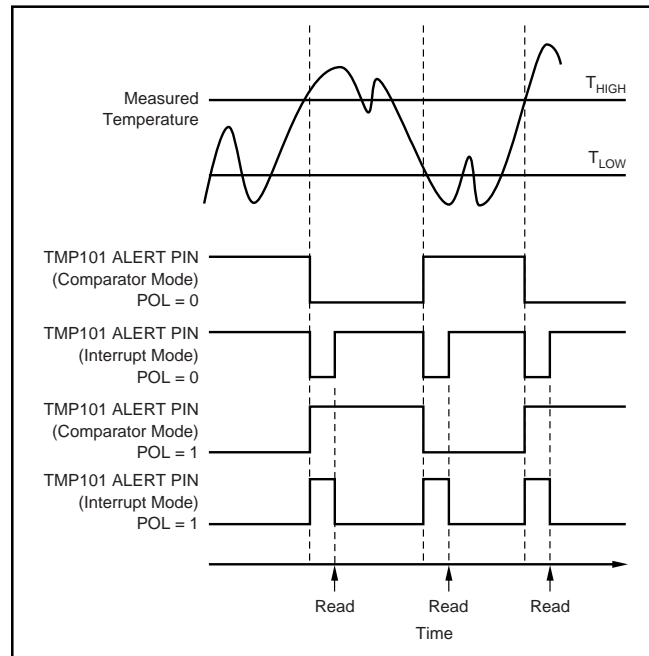 Measured
Temperature
T_HIGH
T_LOW
TMP101 ALERT PIN
(Comparator Mode)
POL = 0
TMP101 ALERT PIN
(Interrupt Mode)
POL = 0
TMP101 ALERT PIN
(Comparator Mode)
POL = 1
TMP101 ALERT PIN
(Interrupt Mode)
POL = 1
Read Read Read
Time